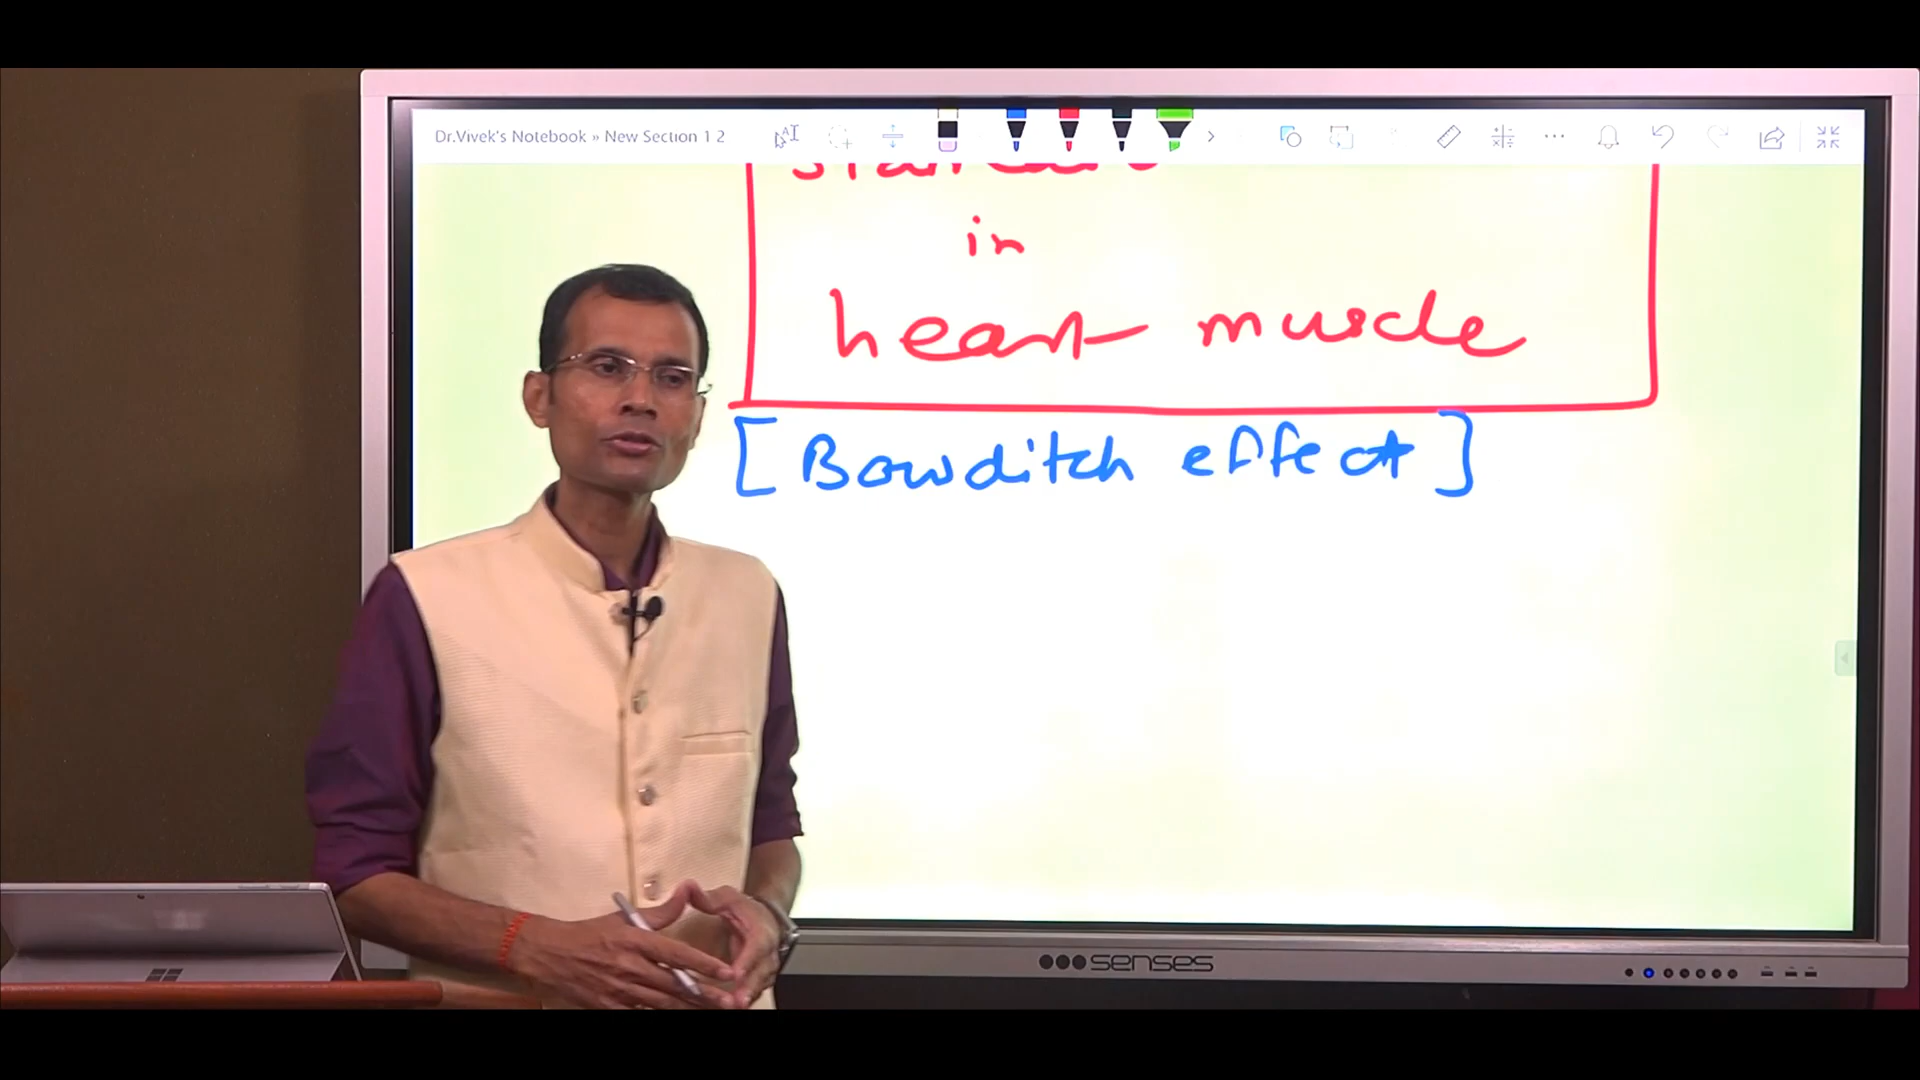 Dr.Vivek's Notebook » New Section 1 2
in
heart muscle
[Bowditch effect]
senses